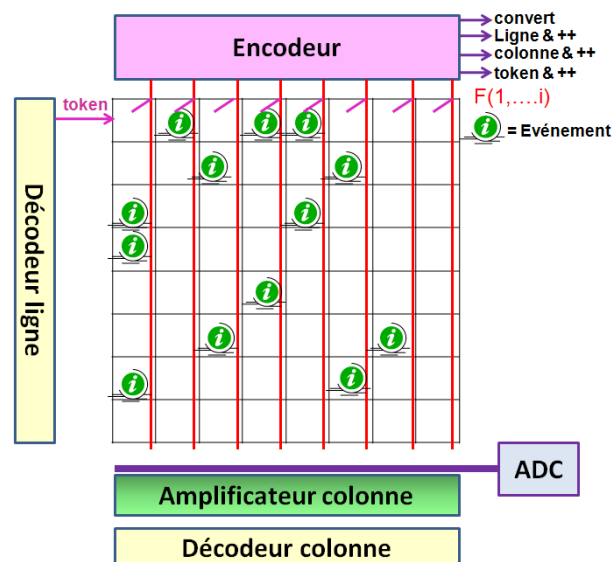 convert
Ligne & ++
colonne & ++
token & ++
Encodeur
F(1,....i)
token
i = Evénement
i
i
i
i
i
i
i
i
i
i
i
i
i
Décodeur ligne
ADC
Amplificateur colonne
Décodeur colonne